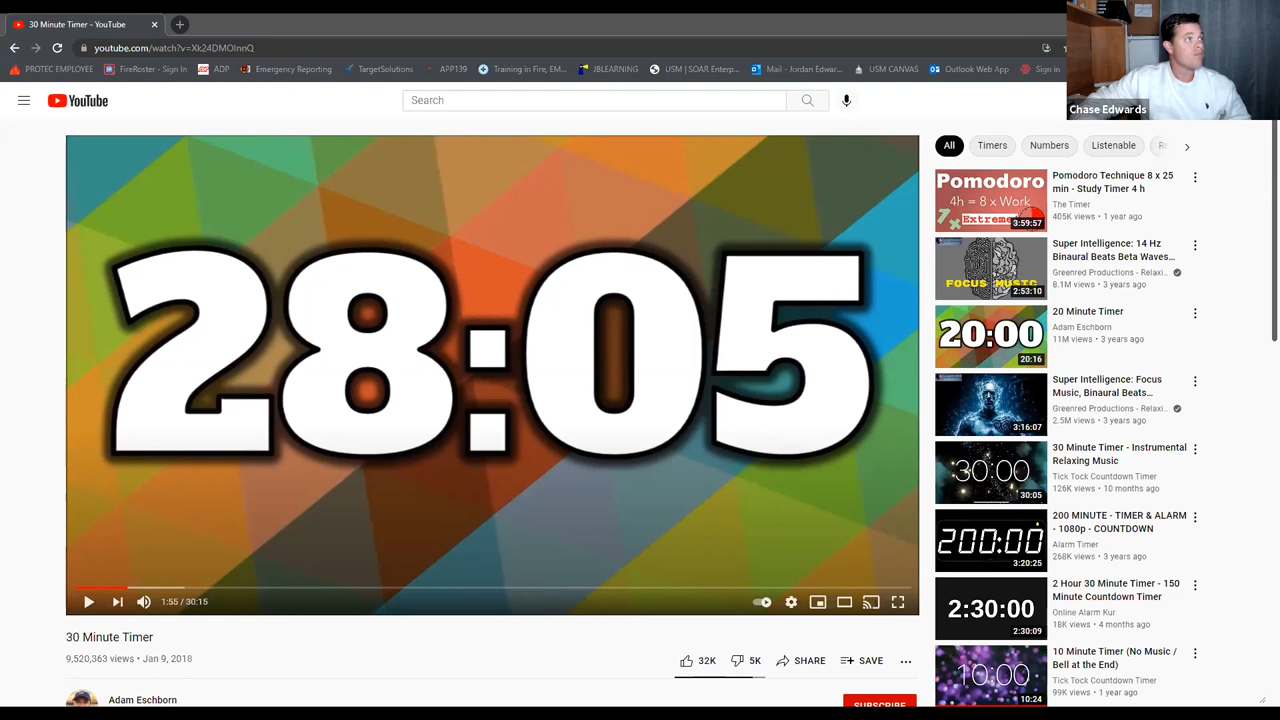 30 Minute Timer - YouTube
youtube.com/watch?v=Xk24DMOInnQ
PROTEC EMPLOYEE
FireRoster - Sign In
ADP
Emergency Reporting
TargetSolutions
APP139
Training in Fire, EM...
JBLEARNING
USM | SOAR Enterp...
Mail - Jordan Edwar...
USM CANVAS
Outlook Web App
Sign in
Chase Edwards
YouTube
Search
28:05
1:55 / 30:15
30 Minute Timer
9,520,363 views • Jan 9, 2018
32K
5K
SHARE
SAVE
Adam Eschborn
SUBSCRIBE
All
Timers
Numbers
Listenable
Pomodoro
4h = 8 x Work
7x Extreme
3:59:57
Pomodoro Technique 8 x 25
min - Study Timer 4 h
The Timer
405K views • 1 year ago
FOCUS MUSIC
2:53:10
Super Intelligence: 14 Hz
Binaural Beats Beta Waves...
Greenred Productions - Relaxi...
8.1M views • 3 years ago
20:00
20:16
20 Minute Timer
Adam Eschborn
11M views • 3 years ago
3:16:07
Super Intelligence: Focus
Music, Binaural Beats...
Greenred Productions - Relaxi...
2.5M views • 3 years ago
30:00
30:05
30 Minute Timer - Instrumental
Relaxing Music
Tick Tock Countdown Timer
126K views • 10 months ago
200:00
3:20:25
200 MINUTE - TIMER & ALARM
- 1080p - COUNTDOWN
Alarm Timer
268K views • 3 years ago
2:30:00
2:30:09
2 Hour 30 Minute Timer - 150
Minute Countdown Timer
Online Alarm Kur
18K views • 4 months ago
10:00
10:24
10 Minute Timer (No Music /
Bell at the End)
Tick Tock Countdown Timer
99K views • 1 year ago